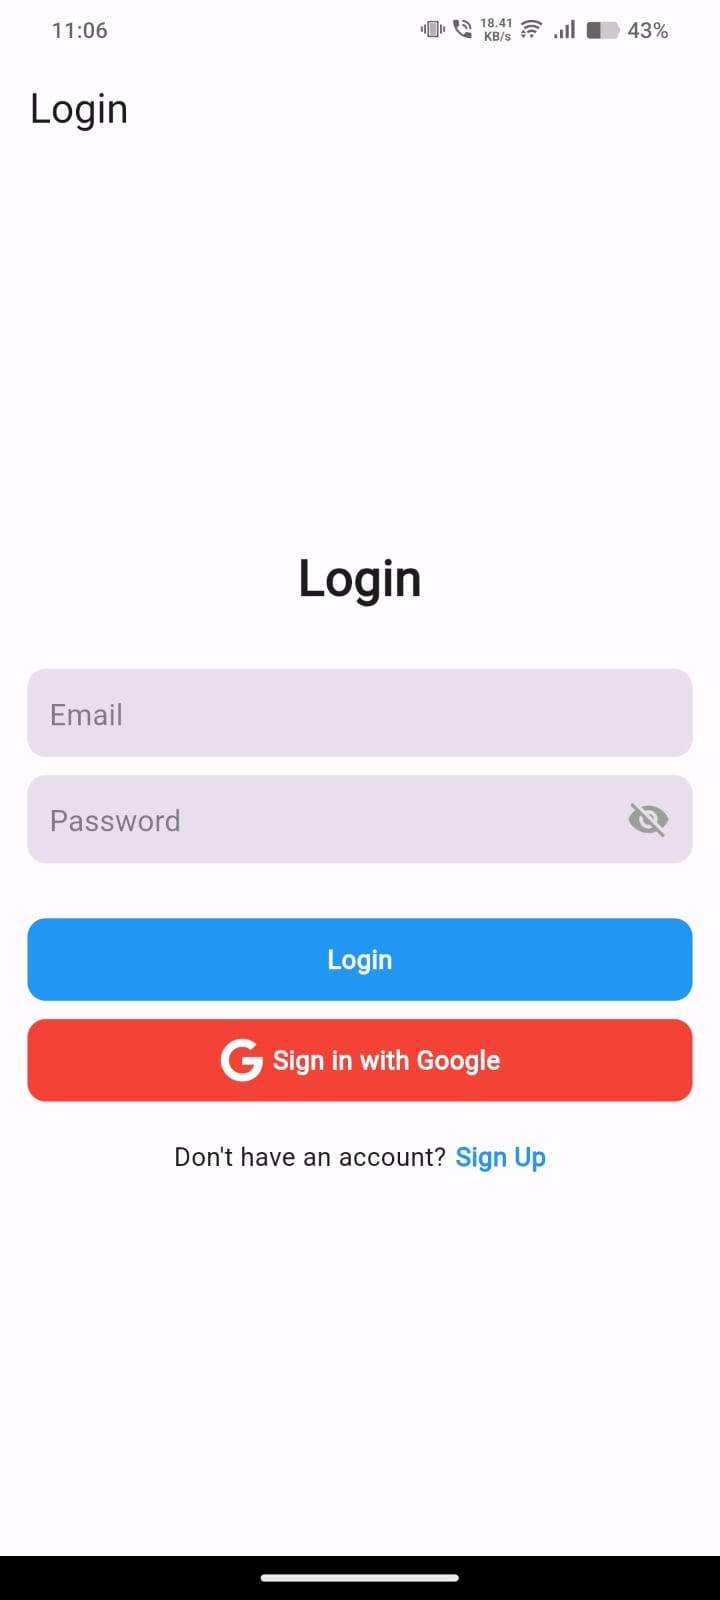 11:06 18.41 KB/s 43%
Login
Login
Email
Password
Login
G Sign in with Google
Don't have an account? Sign Up